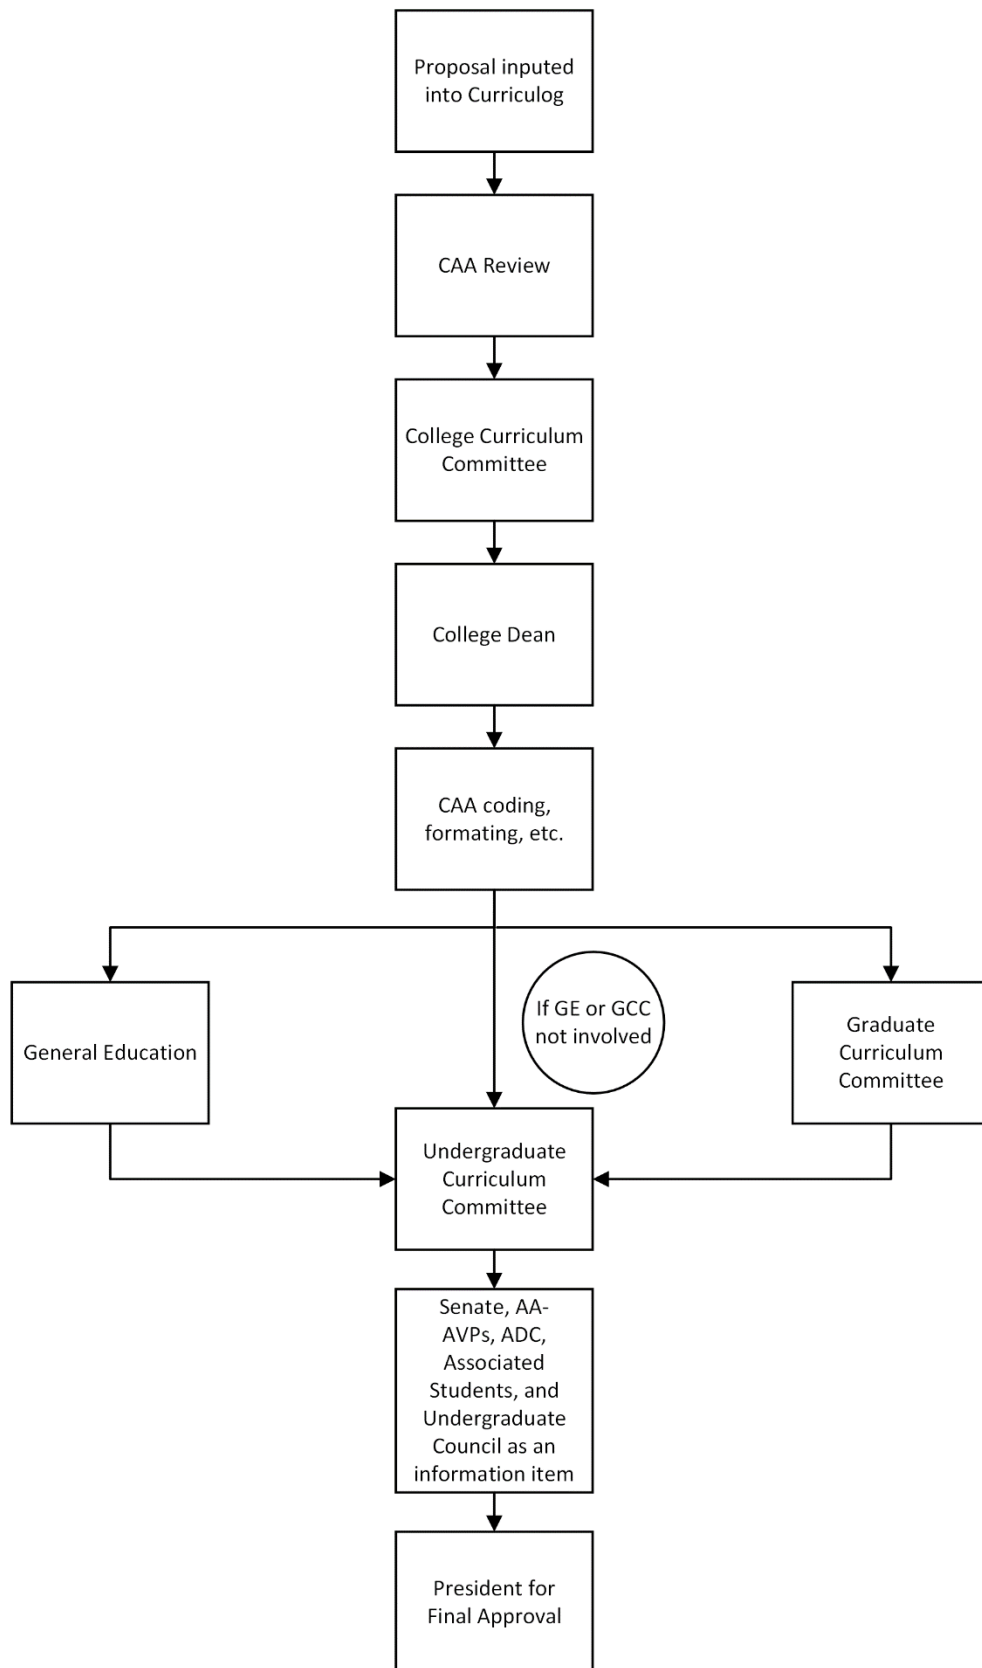 Proposal inputed
into Curriculog
CAA Review
College Curriculum
Committee
College Dean
CAA coding,
formating, etc.
If GE or GCC
not involved
General Education
Graduate
Curriculum
Committee
Undergraduate
Curriculum
Committee
Senate, AA-
AVPs, ADC,
Associated
Students, and
Undergraduate
Council as an
information item
President for
Final Approval